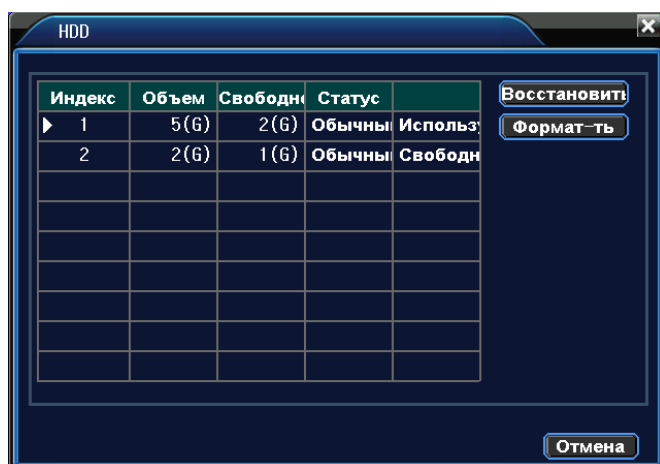 HDD
Индекс Объем Свободн Статус Восстановить
1 5(G) 2(G) Обычны Использ Формат-ть
2 2(G) 1(G) Обычны Свободн
Отмена